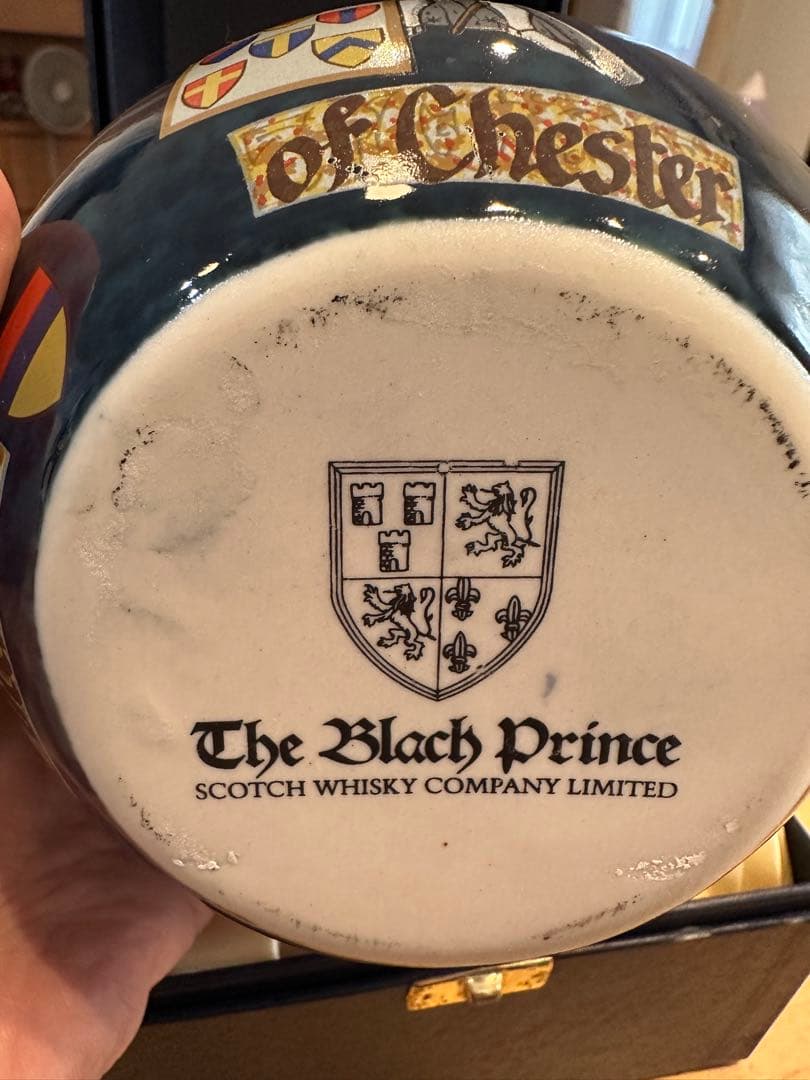 of Chester
The Black Prince
SCOTCH WHISKY COMPANY LIMITED